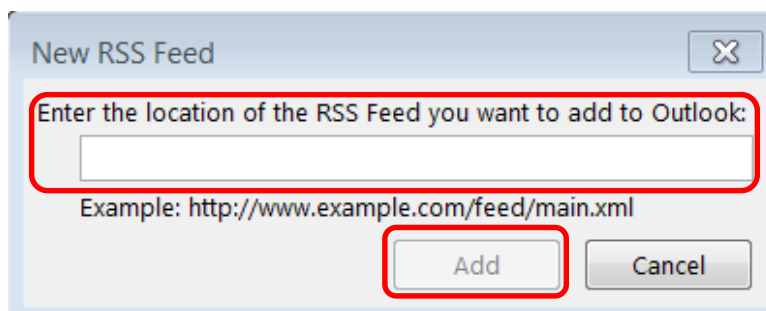 New RSS Feed
Enter the location of the RSS Feed you want to add to Outlook:
Example: http://www.example.com/feed/main.xml
Add
Cancel